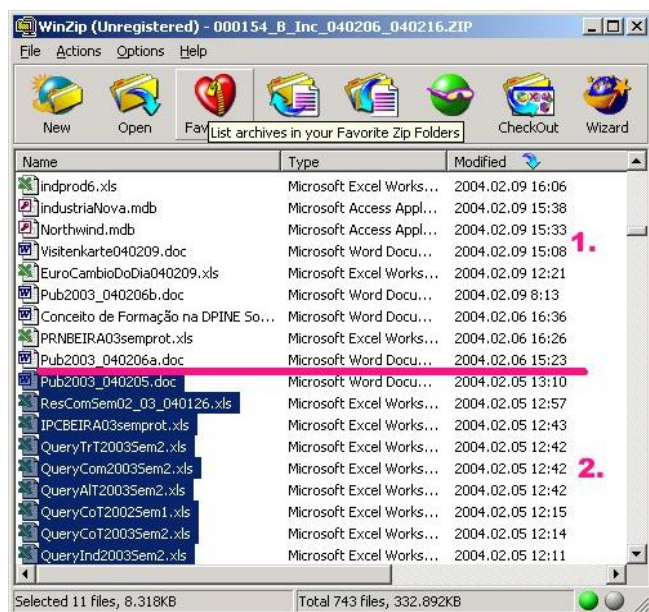 WinZip (Unregistered) - 000154_B_Inc_040206_040216.ZIP
File Actions Options Help
New Open Fav CheckOut Wizard
List archives in your Favorite Zip Folders
Name Type Modified
indprod6.xls Microsoft Excel Works... 2004.02.09 16:06
industriaNova.mdb Microsoft Access Appl... 2004.02.09 15:38
Northwind.mdb Microsoft Access Appl... 2004.02.09 15:33
1.
Visitenkarte040209.doc Microsoft Word Docu... 2004.02.09 15:08
EuroCambioDoDia040209.xls Microsoft Excel Works... 2004.02.09 12:21
Pub2003_040206b.doc Microsoft Word Docu... 2004.02.09 8:13
Conceito de Formação na DPINE So... Microsoft Word Docu... 2004.02.06 16:36
PRNBEIRA03semprot.xls Microsoft Excel Works... 2004.02.06 16:26
Pub2003_040206a.doc Microsoft Word Docu... 2004.02.06 15:23
Pub2003_040205.doc Microsoft Word Docu... 2004.02.05 13:10
ResComSem02_03_040126.xls Microsoft Excel Works... 2004.02.05 12:57
IPCBEIRA03semprot.xls Microsoft Excel Works... 2004.02.05 12:43
QueryTrT2003Sem2.xls Microsoft Excel Works... 2004.02.05 12:42
QueryCom2003Sem2.xls Microsoft Excel Works... 2004.02.05 12:42
2.
QueryAlT2003Sem2.xls Microsoft Excel Works... 2004.02.05 12:42
QueryCoT2002Sem1.xls Microsoft Excel Works... 2004.02.05 12:15
QueryCoT2003Sem2.xls Microsoft Excel Works... 2004.02.05 12:14
QueryInd2003Sem2.xls Microsoft Excel Works... 2004.02.05 12:11
Selected 11 files, 8.318KB Total 743 files, 332.892KB